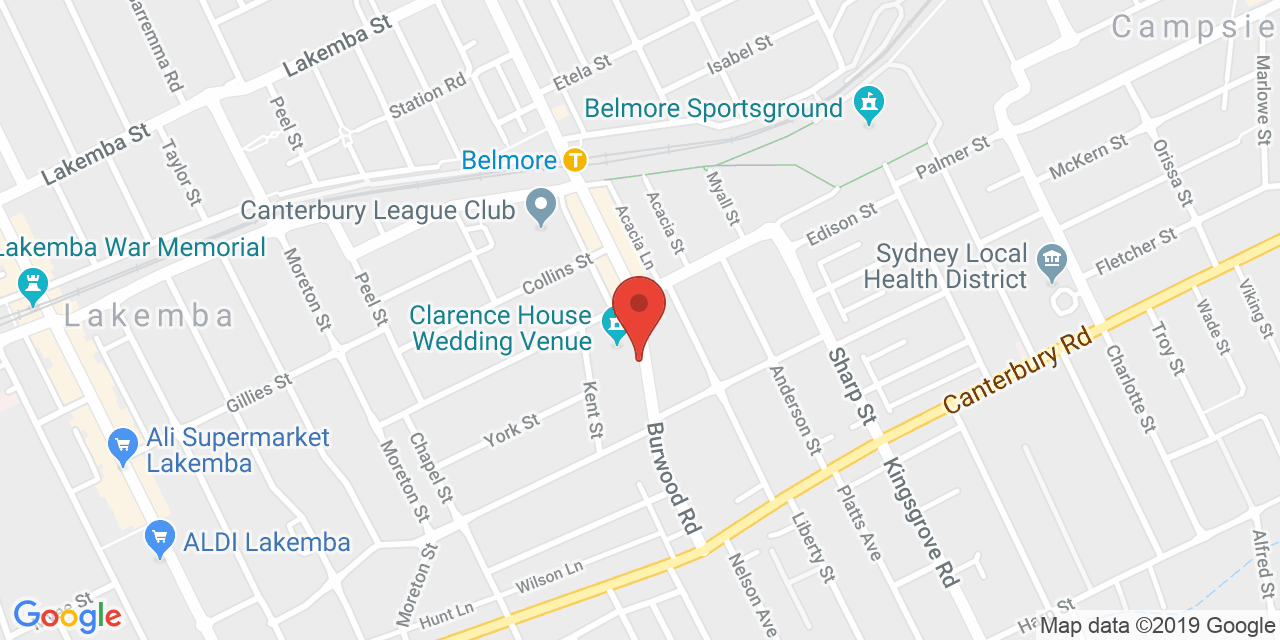 Campsie
Lakemba St
Isabel St
Etela St
Station Rd
Marlowe St
Peel St
Belmore Sportsground
Lakemba St
Taylor St
Belmore
T
Palmer St
McKern St
Orissa St
Canterbury League Club
Acacia Ln
Acacia St
Myall St
Edison St
Lakemba War Memorial
Sydney Local
Health District
Fletcher St
Collins St
Moreton St
Peel St
Lakemba
Clarence House
Wedding Venue
Viking St
Wade St
Troy St
Canterbury Rd
Charlotte St
Sharp St
Anderson St
Gillies St
Kent St
York St
Burwood Rd
Ali Supermarket
Lakemba
Chapel St
Moreton St
Kingsgrove Rd
Platts Ave
Liberty St
ALDI Lakemba
Wilson Ln
Nelson Ave
Moreton St
Hunt Ln
Alfred St
Google
Map data ©2019 Google